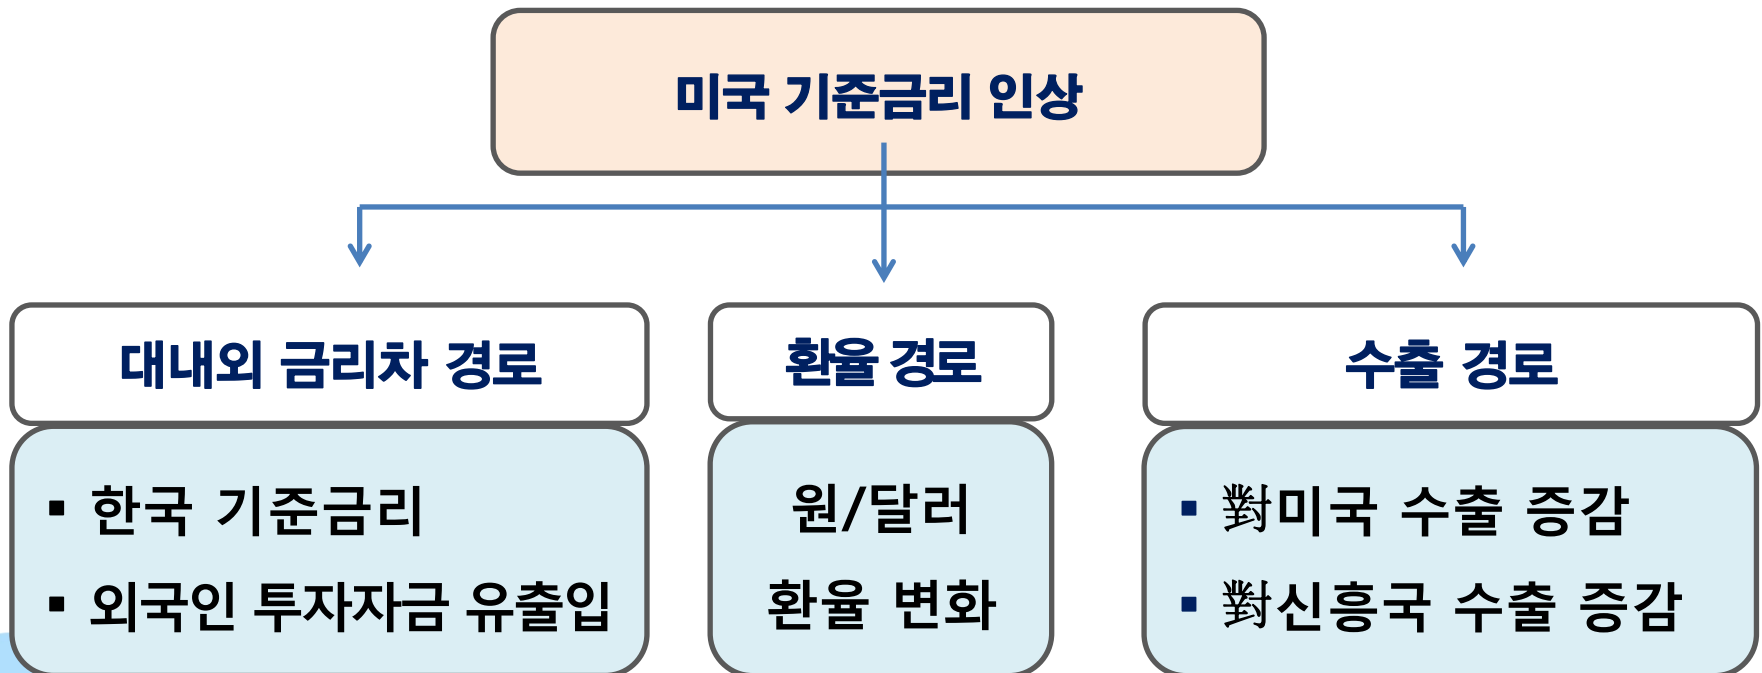 미국 기준금리 인상
대내외 금리차 경로
▪ 한국 기준금리
▪ 외국인 투자자금 유출입
환율 경로
원/달러
환율 변화
수출 경로
▪ 對미국 수출 증감
▪ 對신흥국 수출 증감